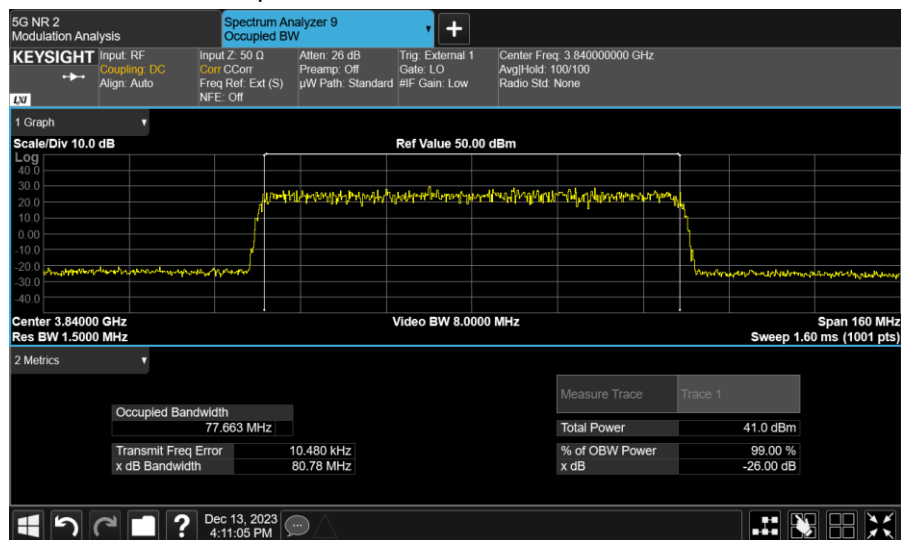 5G NR 2
Modulation Analysis
Spectrum Analyzer 9
Occupied BW
+
KEYSIGHT
LXI
Input: RF
Coupling: DC
Align: Auto
Input Z: 50 Ω
Corr CCorr
Freq Ref: Ext (S)
NFE: Off
Atten: 26 dB
Preamp: Off
µW Path: Standard
Trig: External 1
Gate: LO
#IF Gain: Low
Center Freq: 3.840000000 GHz
Avg|Hold: 100/100
Radio Std: None
1 Graph
Scale/Div 10.0 dB
Ref Value 50.00 dBm
Log
40.0
30.0
20.0
10.0
0.00
-10.0
-20.0
-30.0
-40.0
Center 3.84000 GHz
Video BW 8.0000 MHz
Span 160 MHz
Res BW 1.5000 MHz
Sweep 1.60 ms (1001 pts)
2 Metrics
Measure Trace Trace 1
Occupied Bandwidth
77.663 MHz
Total Power 41.0 dBm
Transmit Freq Error 10.480 kHz
% of OBW Power 99.00 %
x dB Bandwidth 80.78 MHz
x dB -26.00 dB
?
Dec 13, 2023
4:11:05 PM